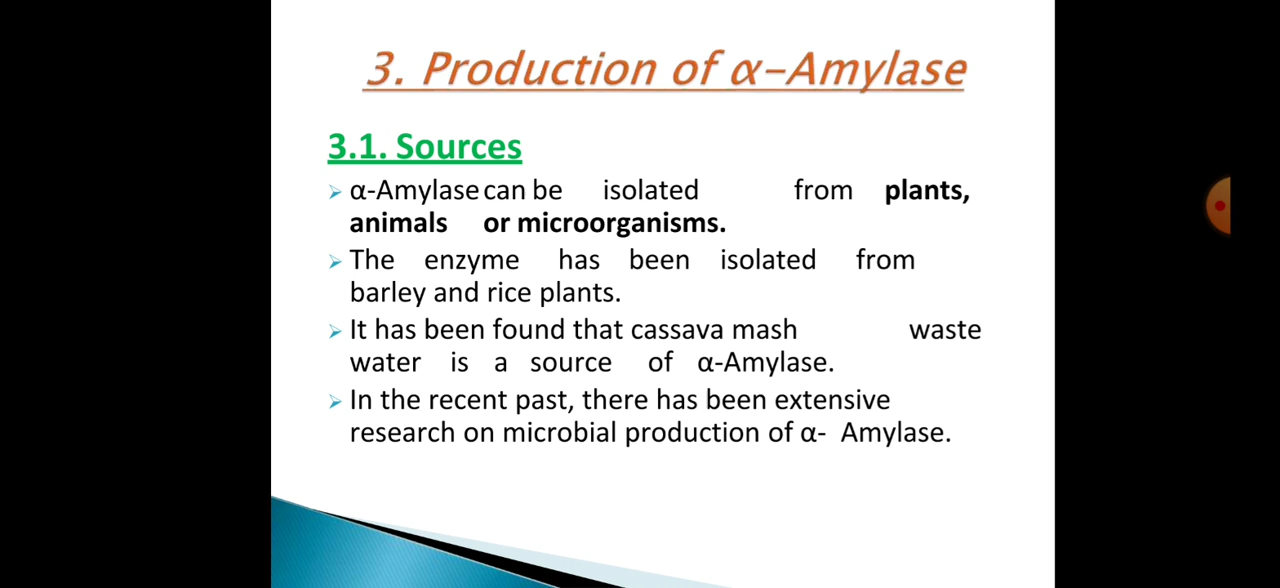 3. Production of α-Amylase
3.1. Sources
➢ α-Amylase can be isolated from plants,
animals or microorganisms.
➢ The enzyme has been isolated from
barley and rice plants.
➢ It has been found that cassava mash waste
water is a source of α-Amylase.
➢ In the recent past, there has been extensive
research on microbial production of α- Amylase.